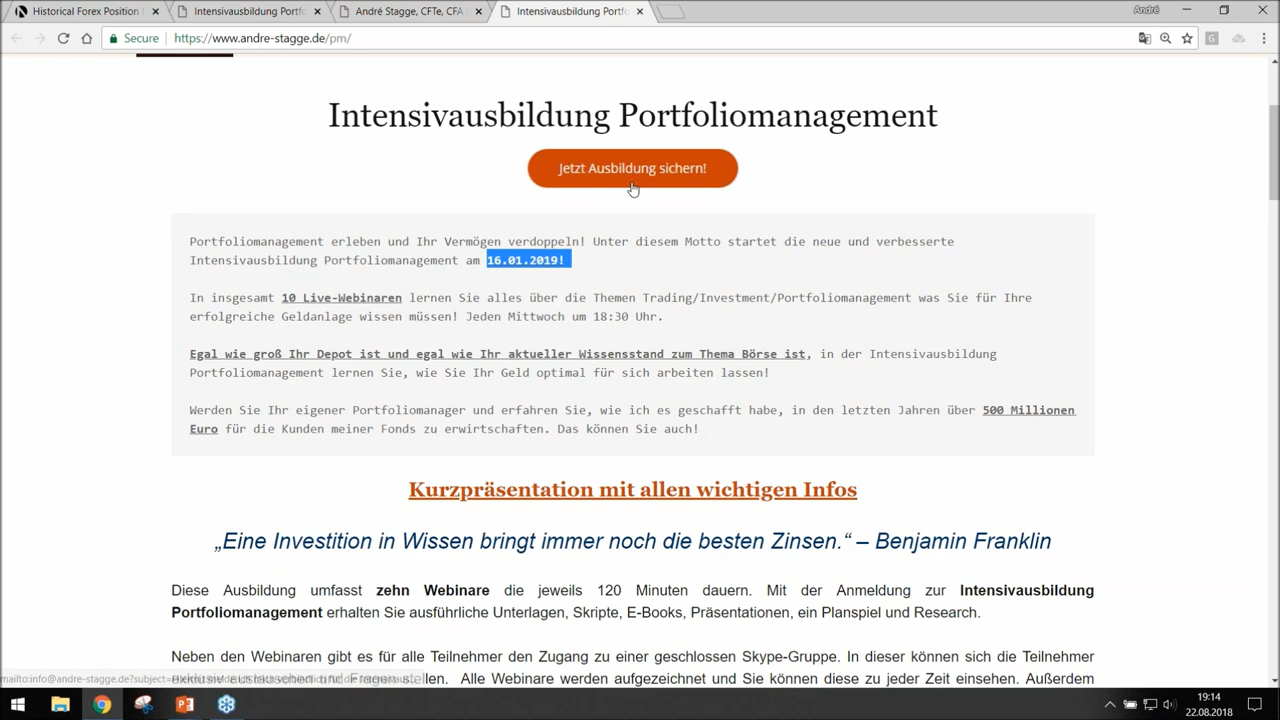 Historical Forex Position
Intensivausbildung Portfo
André Stagge, CFTe, CFA
Intensivausbildung Portfo
André
Secure
https://www.andre-stagge.de/pm/
Intensivausbildung Portfoliomanagement
Jetzt Ausbildung sichern!
Portfoliomanagement erleben und Ihr Vermögen verdoppeln! Unter diesem Motto startet die neue und verbesserte
Intensivausbildung Portfoliomanagement am 16.01.2019!
In insgesamt 10 Live-Webinaren lernen Sie alles über die Themen Trading/Investment/Portfoliomanagement was Sie für Ihre
erfolgreiche Geldanlage wissen müssen! Jeden Mittwoch um 18:30 Uhr.
Egal wie groß Ihr Depot ist und egal wie Ihr aktueller Wissensstand zum Thema Börse ist, in der Intensivausbildung
Portfoliomanagement lernen Sie, wie Sie Ihr Geld optimal für sich arbeiten lassen!
Werden Sie Ihr eigener Portfoliomanager und erfahren Sie, wie ich es geschafft habe, in den letzten Jahren über 500 Millionen
Euro für die Kunden meiner Fonds zu erwirtschaften. Das können Sie auch!
Kurzpräsentation mit allen wichtigen Infos
„Eine Investition in Wissen bringt immer noch die besten Zinsen.“ – Benjamin Franklin
Diese Ausbildung umfasst zehn Webinare die jeweils 120 Minuten dauern. Mit der Anmeldung zur Intensivausbildung
Portfoliomanagement erhalten Sie ausführliche Unterlagen, Skripte, E-Books, Präsentationen, ein Planspiel und Research.
Neben den Webinaren gibt es für alle Teilnehmer den Zugang zu einer geschlossen Skype-Gruppe. In dieser können sich die Teilnehmer
llen. Alle Webinare werden aufgezeichnet und Sie können diese zu jeder Zeit einsehen. Außerdem
mailto:info@andre-stagge.de?subject=
19:14
22.08.2018